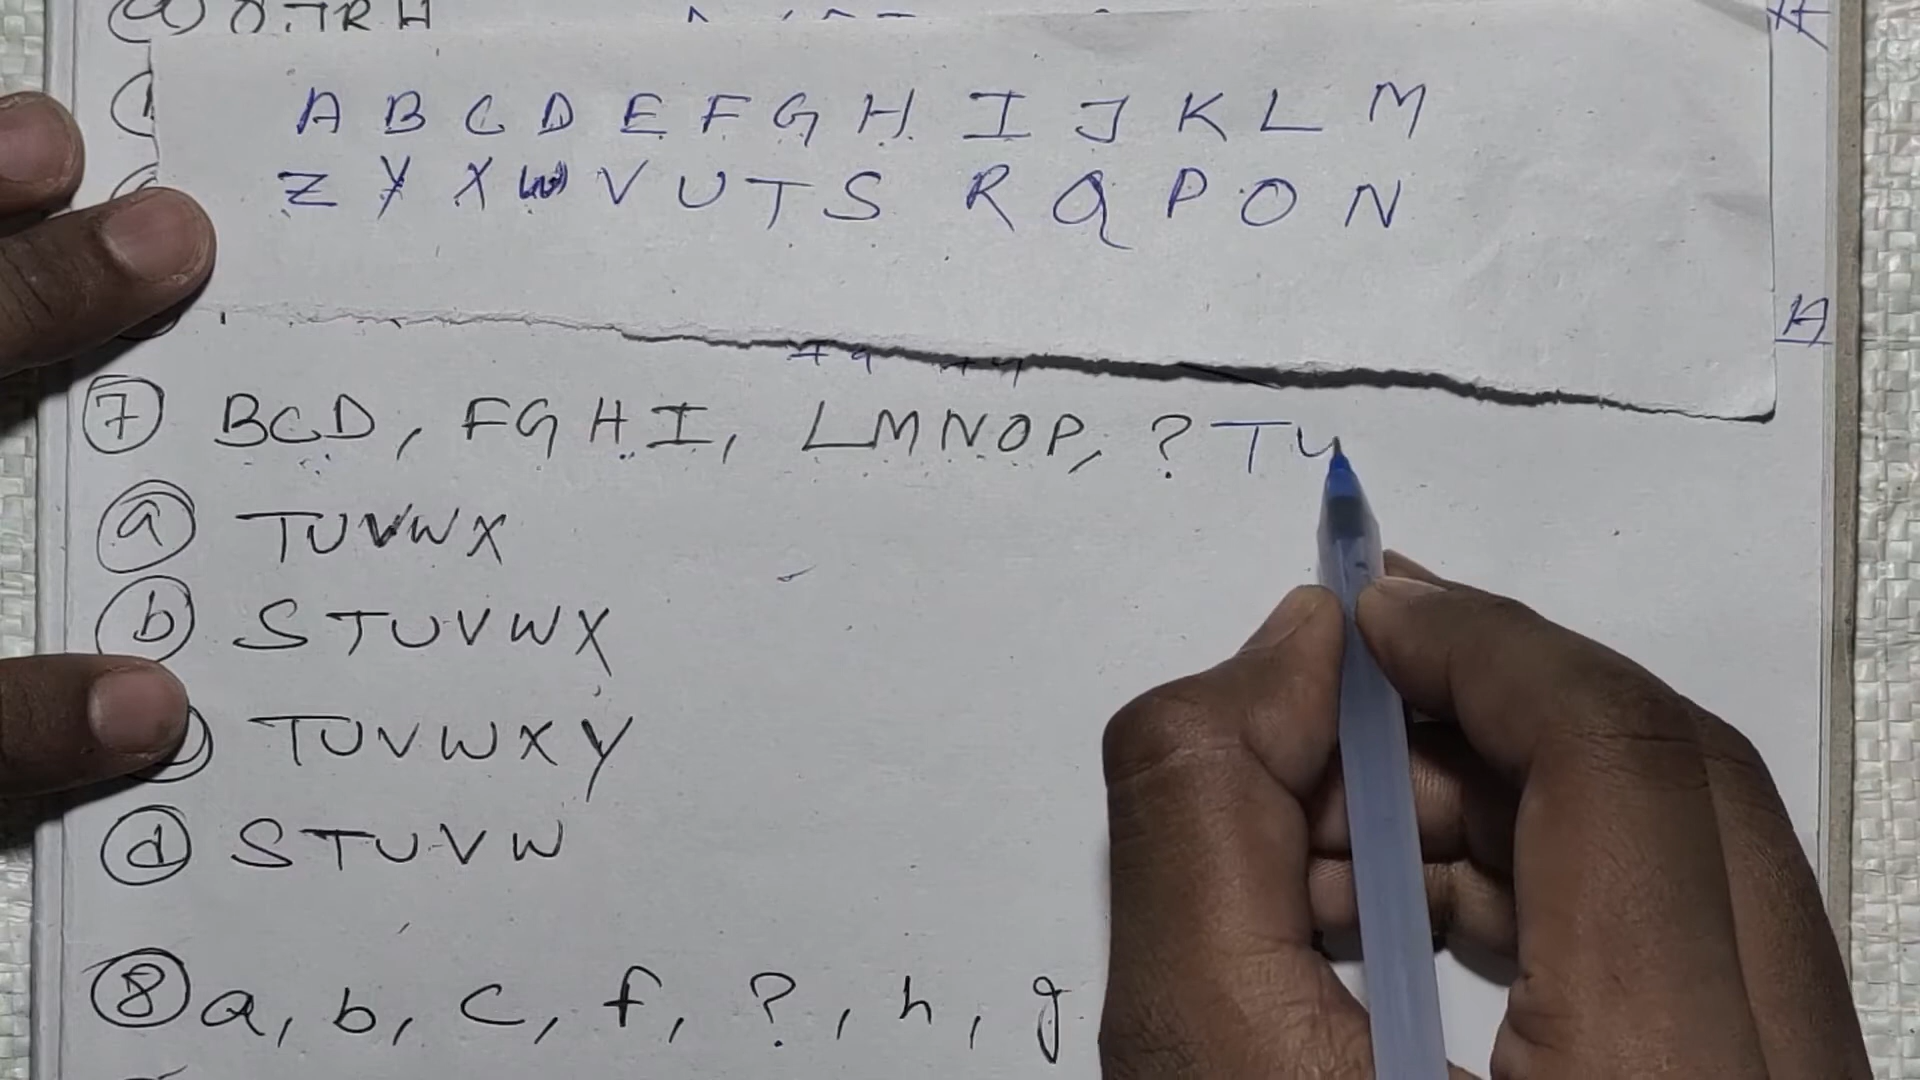 A B C D E F G H I J K L M
Z Y X W V U T S R Q P O N
A
7 BCD, FGHI, LMNOP, ? TU
a TUVWX
b STUVWX
TUVWXY
d STUVW
8 a, b, c, f, ?, h, g